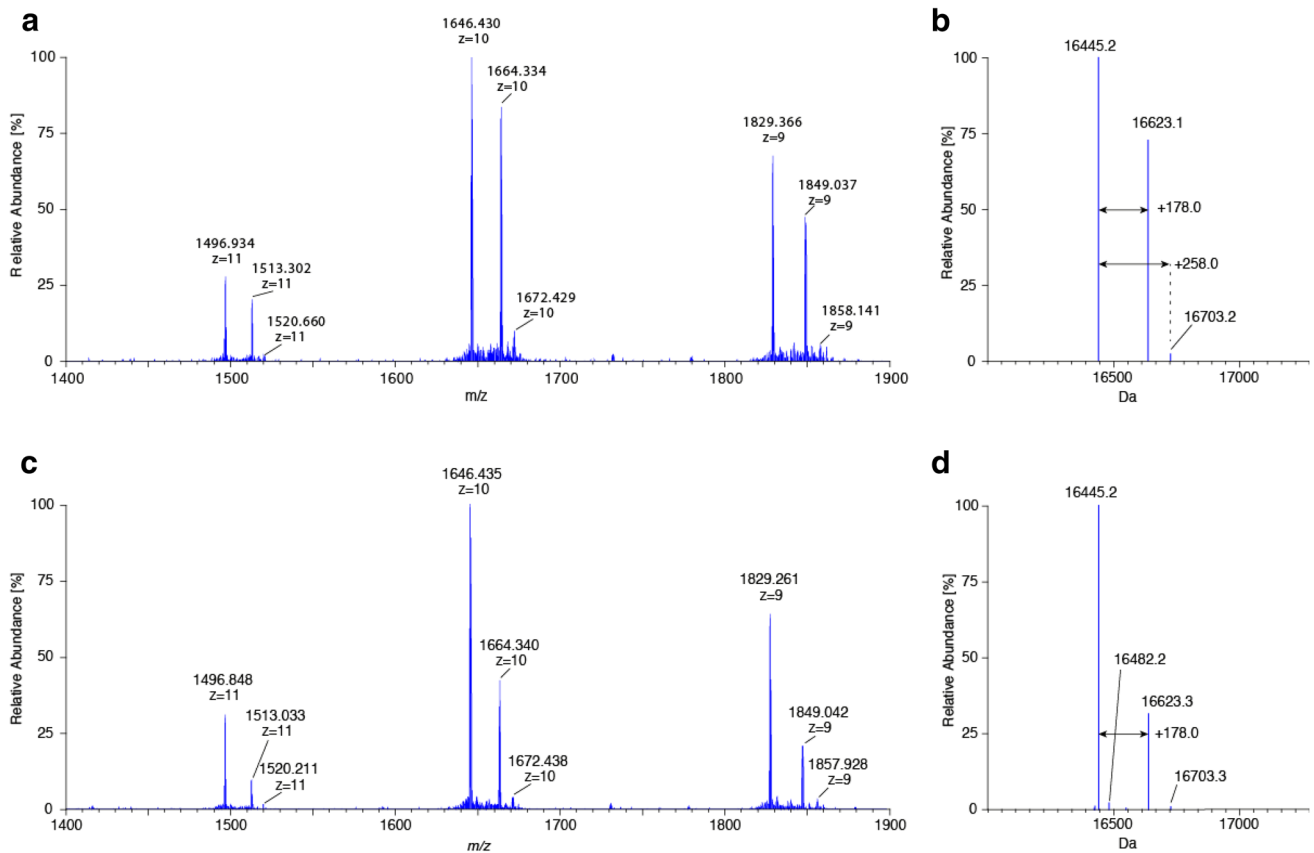 a
Relative Abundance [%]
100
75
50
25
0
1496.934
z=11
1513.302
z=11
1520.660
z=11
1646.430
z=10
1664.334
z=10
1672.429
z=10
1829.366
z=9
1849.037
z=9
1858.141
z=9
1400
1500
1600
1700
1800
1900
m/z
b
Relative Abundance [%]
100
75
50
25
0
16445.2
16623.1
+178.0
+258.0
16703.2
16500
17000
Da
c
Relative Abundance [%]
100
75
50
25
0
1496.848
z=11
1513.033
z=11
1520.211
z=11
1646.435
z=10
1664.340
z=10
1672.438
z=10
1829.261
z=9
1849.042
z=9
1857.928
z=9
1400
1500
1600
1700
1800
1900
m/z
d
Relative Abundance [%]
100
75
50
25
0
16445.2
16482.2
16623.3
+178.0
16703.3
16500
17000
Da